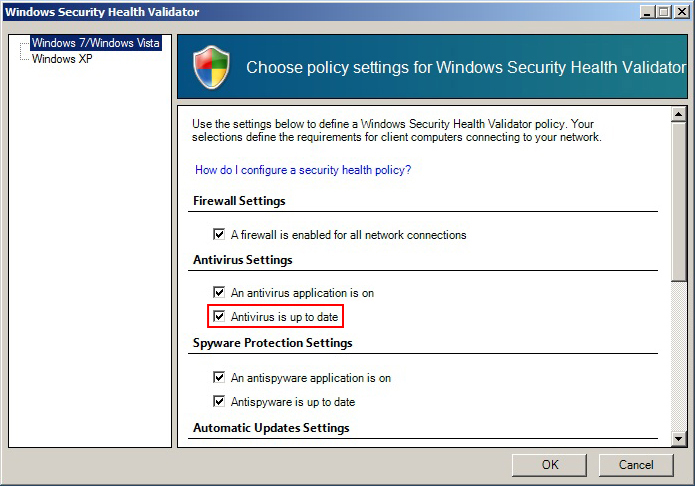 Windows Security Health Validator
Windows 7/Windows Vista
Windows XP
Choose policy settings for Windows Security Health Validator
Use the settings below to define a Windows Security Health Validator policy. Your
selections define the requirements for client computers connecting to your network.
How do I configure a security health policy?
Firewall Settings
A firewall is enabled for all network connections
Antivirus Settings
An antivirus application is on
Antivirus is up to date
Spyware Protection Settings
An antispyware application is on
Antispyware is up to date
Automatic Updates Settings
OK
Cancel